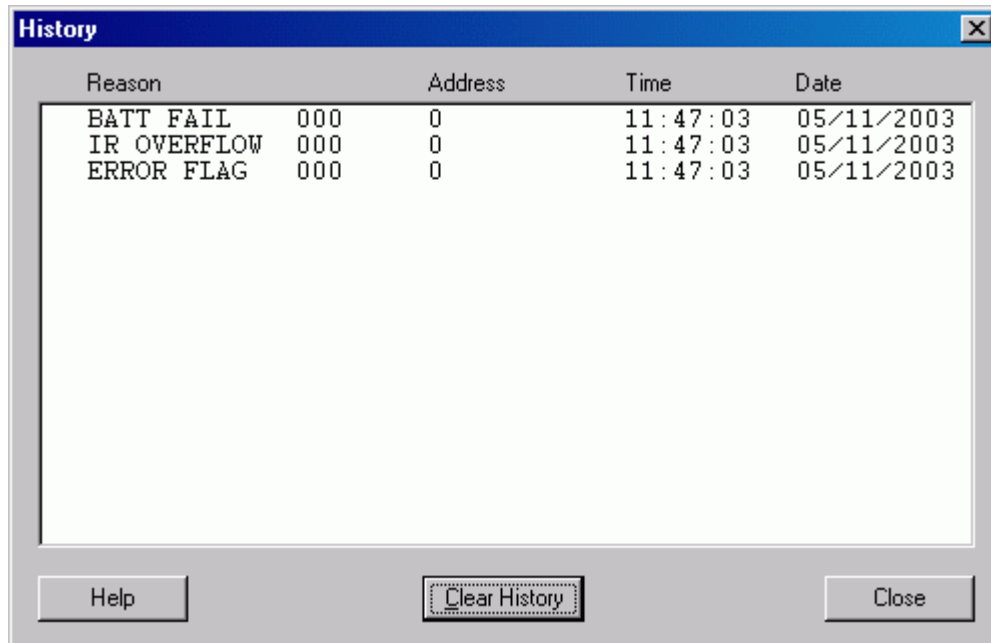 History
Reason Address Time Date
BATT FAIL 000 0 11:47:03 05/11/2003
IR OVERFLOW 000 0 11:47:03 05/11/2003
ERROR FLAG 000 0 11:47:03 05/11/2003
Help Clear History Close